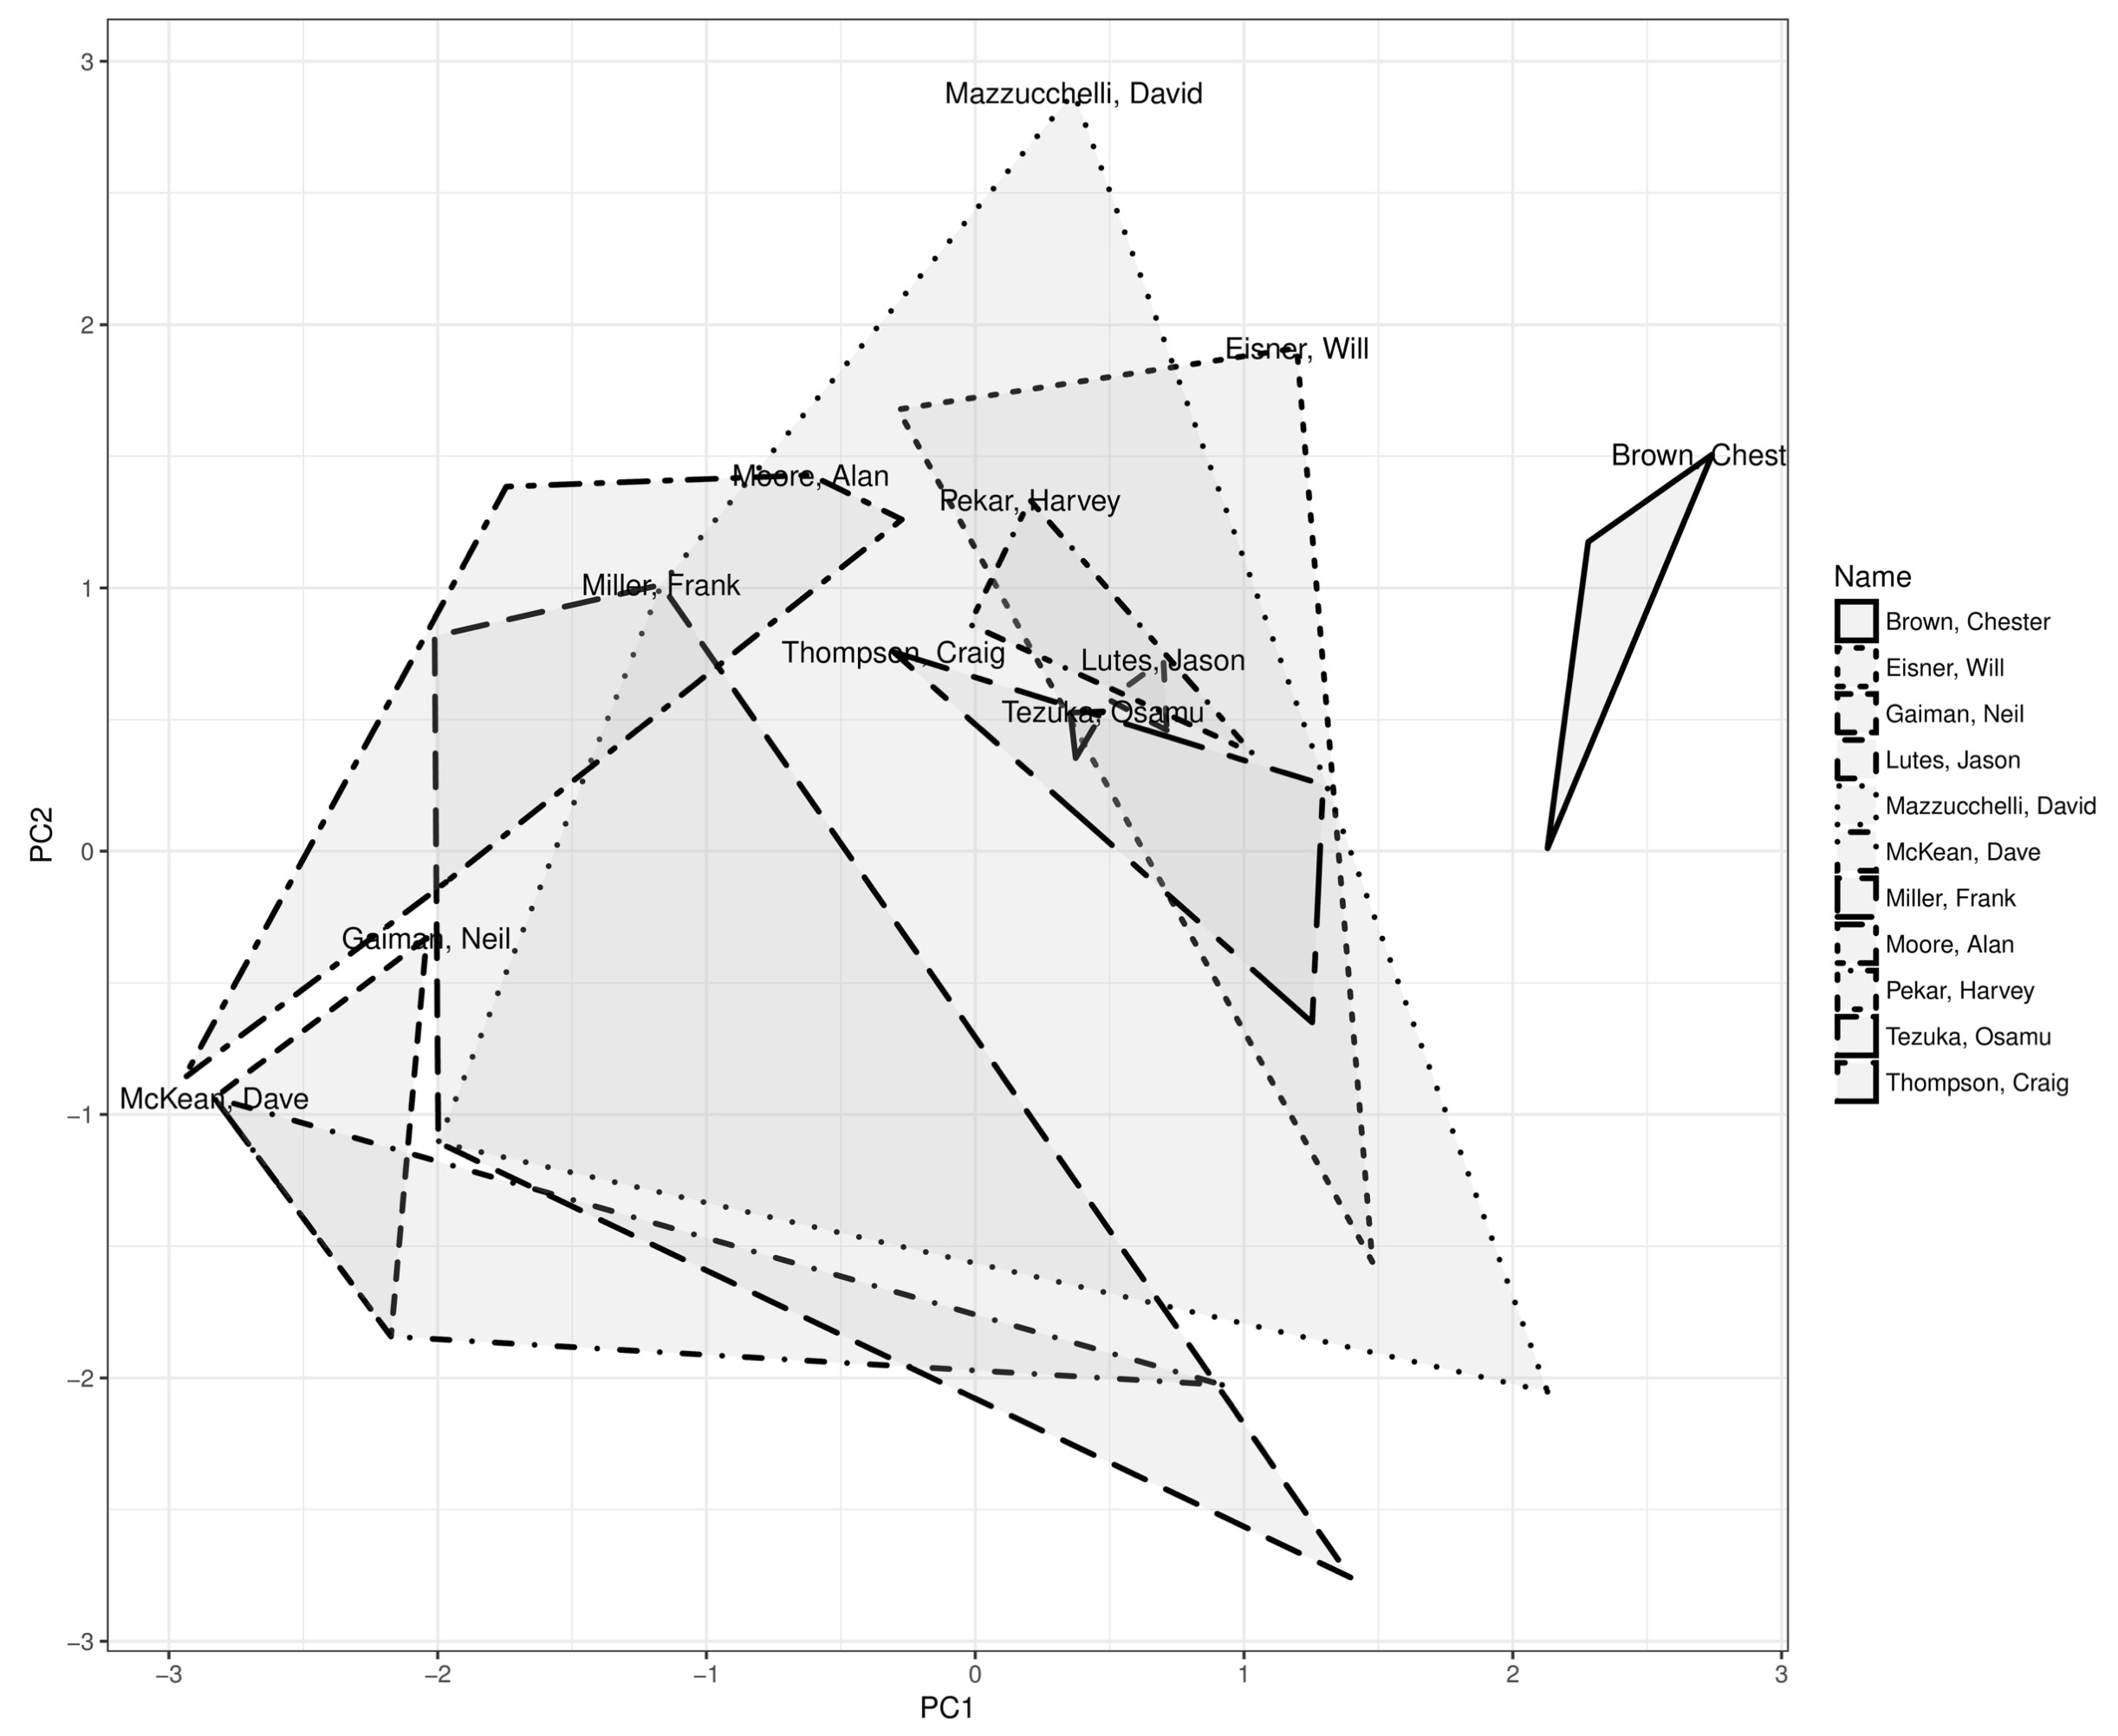 3
2
1
0
−1
−2
−3
PC2
Mazzucchelli, David
Eisner, Will
Brown, Chest
Moore, Alan
Pekar, Harvey
Miller, Frank
Thompson, Craig
Lutes, Jason
Tezuka, Osamu
Gaiman, Neil
McKean, Dave
−3
−2
−1
0
1
2
3
PC1
Name
Brown, Chester
Eisner, Will
Gaiman, Neil
Lutes, Jason
Mazzucchelli, David
McKean, Dave
Miller, Frank
Moore, Alan
Pekar, Harvey
Tezuka, Osamu
Thompson, Craig